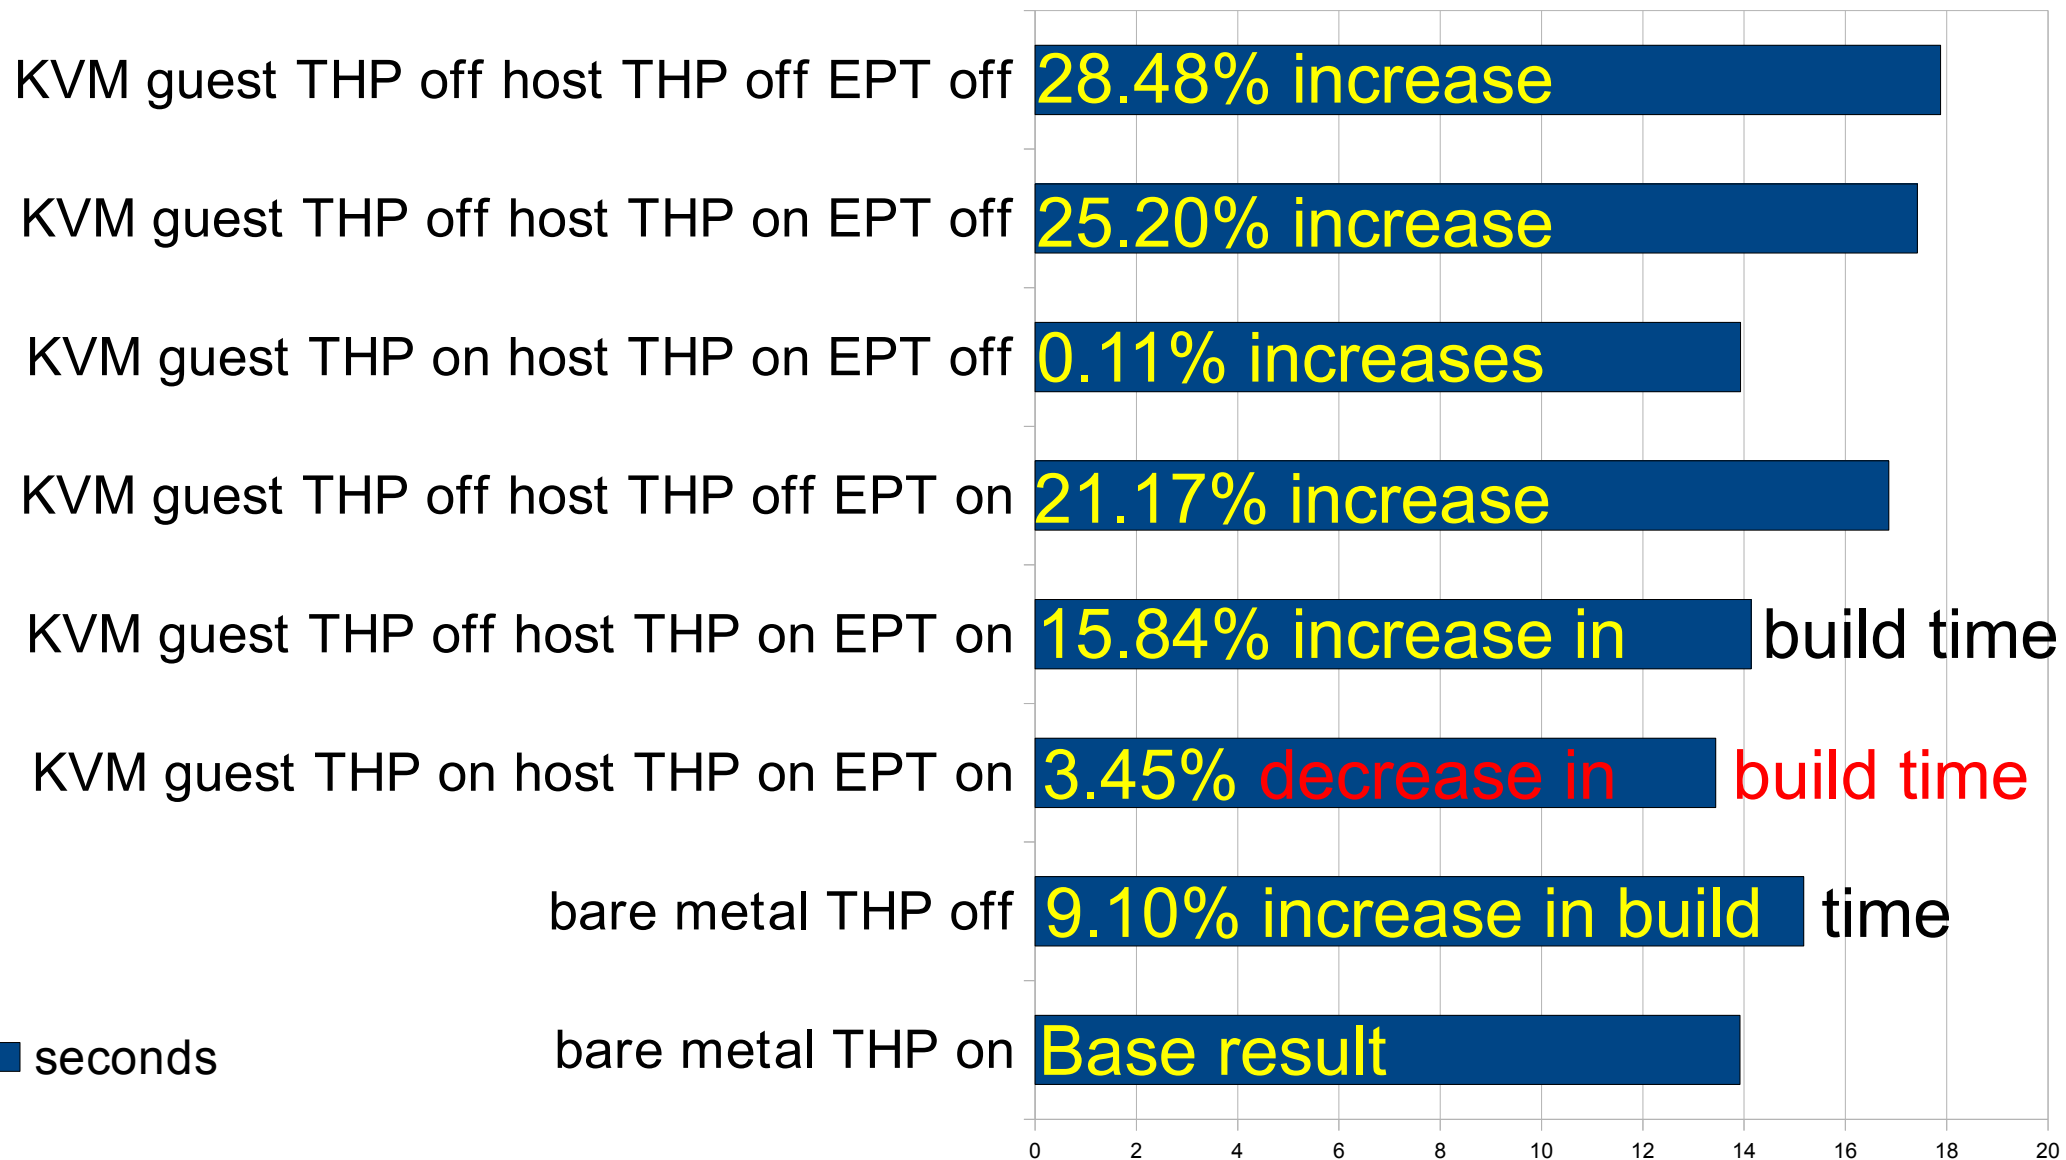 KVM guest THP off host THP off EPT off 28.48% increase
KVM guest THP off host THP on EPT off 25.20% increase
KVM guest THP on host THP on EPT off 0.11% increases
KVM guest THP off host THP off EPT on 21.17% increase
KVM guest THP off host THP on EPT on 15.84% increase in build time
KVM guest THP on host THP on EPT on 3.45% decrease in build time
bare metal THP off 9.10% increase in build time
bare metal THP on Base result
seconds
0 2 4 6 8 10 12 14 16 18 20